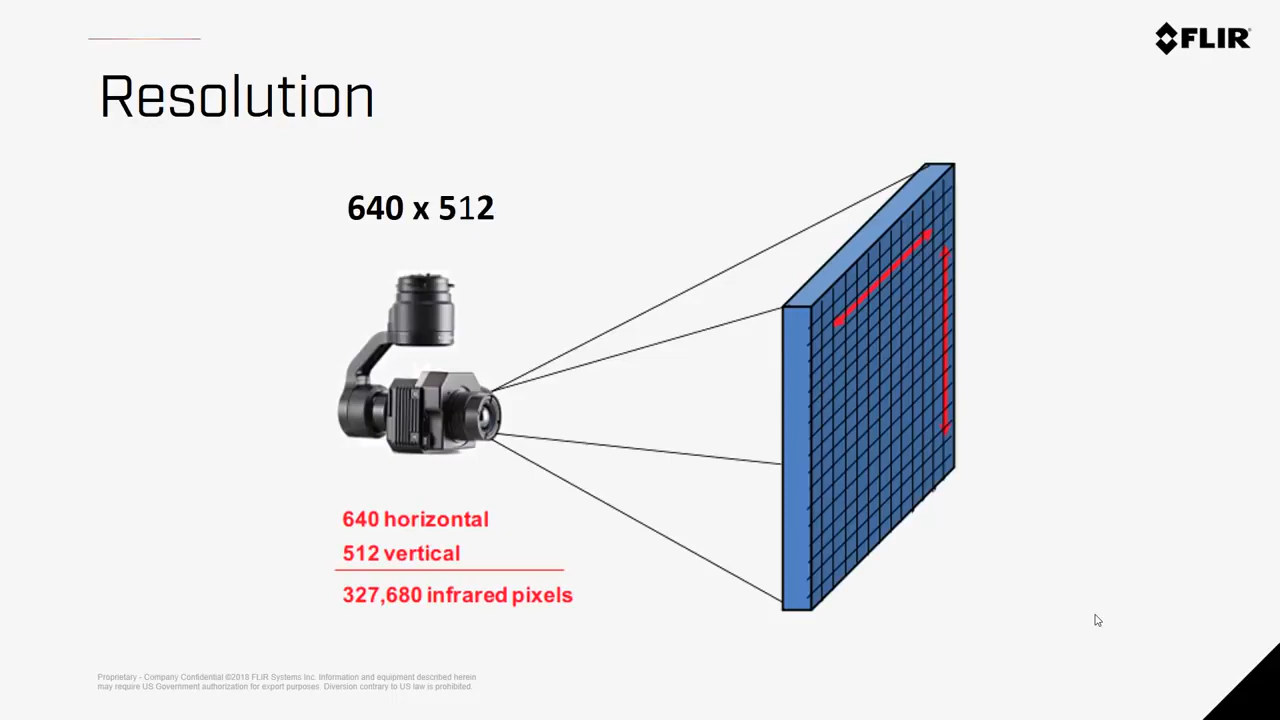 FLIR
Resolution
640 x 512
640 horizontal
512 vertical
327,680 infrared pixels
Proprietary - Company Confidential ©2018 FLIR Systems Inc. Information and equipment described herein
may require US Government authorization for export purposes. Diversion contrary to US law is prohibited.